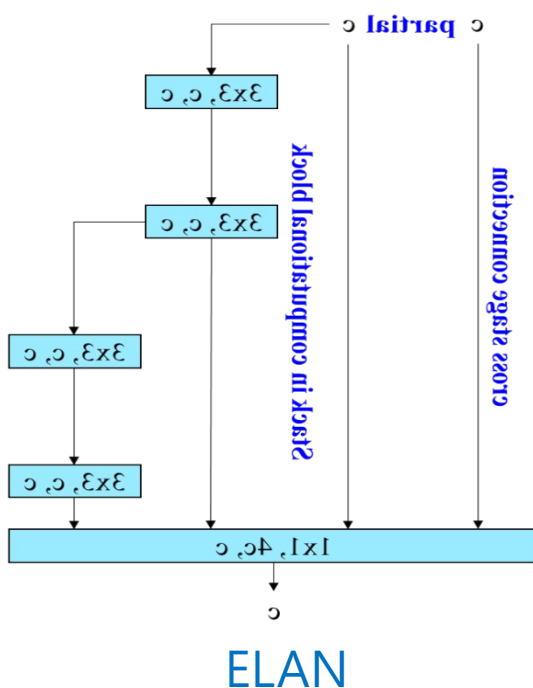 c partial c
3x3, c, c
3x3, c, c
Stack in computational block
cross stage connection
3x3, c, c
3x3, c, c
1x1, 4c, c
c
ELAN